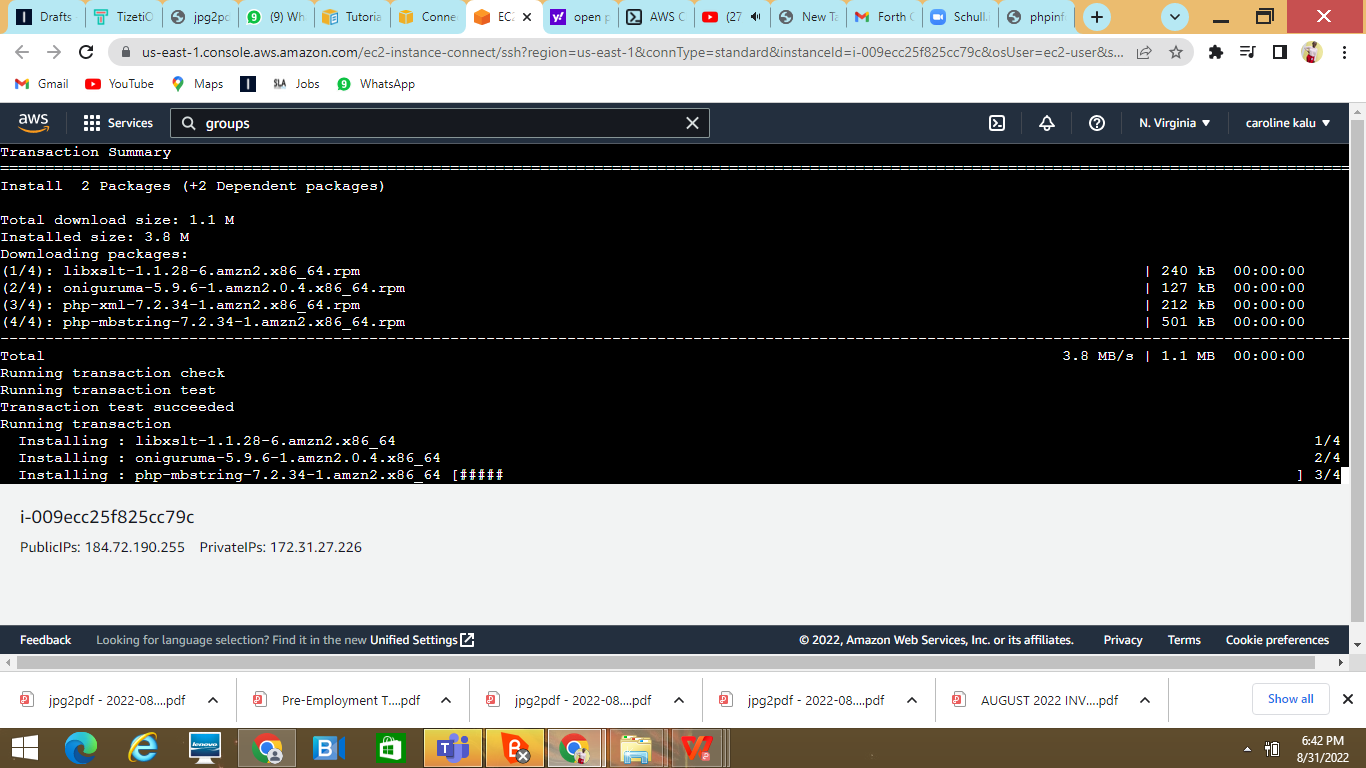 Drafts
TizetiO
jpg2pd
(9) Wh
Tutoria
Conne
EC2
open p
AWS C
(27
New Ta
Forth C
Schull.i
phpinf
us-east-1.console.aws.amazon.com/ec2-instance-connect/ssh?region=us-east-1&connType=standard&instanceId=i-009ecc25f825cc79c&osUser=ec2-user&s...
Gmail YouTube Maps SLA Jobs WhatsApp
aws Services groups N. Virginia caroline kalu
Transaction Summary
Install 2 Packages (+2 Dependent packages)
Total download size: 1.1 M
Installed size: 3.8 M
Downloading packages:
(1/4): libxslt-1.1.28-6.amzn2.x86_64.rpm | 240 kB 00:00:00
(2/4): oniguruma-5.9.6-1.amzn2.0.4.x86_64.rpm | 127 kB 00:00:00
(3/4): php-xml-7.2.34-1.amzn2.x86_64.rpm | 212 kB 00:00:00
(4/4): php-mbstring-7.2.34-1.amzn2.x86_64.rpm | 501 kB 00:00:00
Total 3.8 MB/s | 1.1 MB 00:00:00
Running transaction check
Running transaction test
Transaction test succeeded
Running transaction
Installing : libxslt-1.1.28-6.amzn2.x86_64 1/4
Installing : oniguruma-5.9.6-1.amzn2.0.4.x86_64 2/4
Installing : php-mbstring-7.2.34-1.amzn2.x86_64 [##### ] 3/4
i-009ecc25f825cc79c
PublicIPs: 184.72.190.255 PrivateIPs: 172.31.27.226
Feedback Looking for language selection? Find it in the new Unified Settings © 2022, Amazon Web Services, Inc. or its affiliates. Privacy Terms Cookie preferences
jpg2pdf - 2022-08....pdf Pre-Employment T....pdf jpg2pdf - 2022-08....pdf jpg2pdf - 2022-08....pdf AUGUST 2022 INV....pdf Show all
lenovo
6:42 PM
8/31/2022